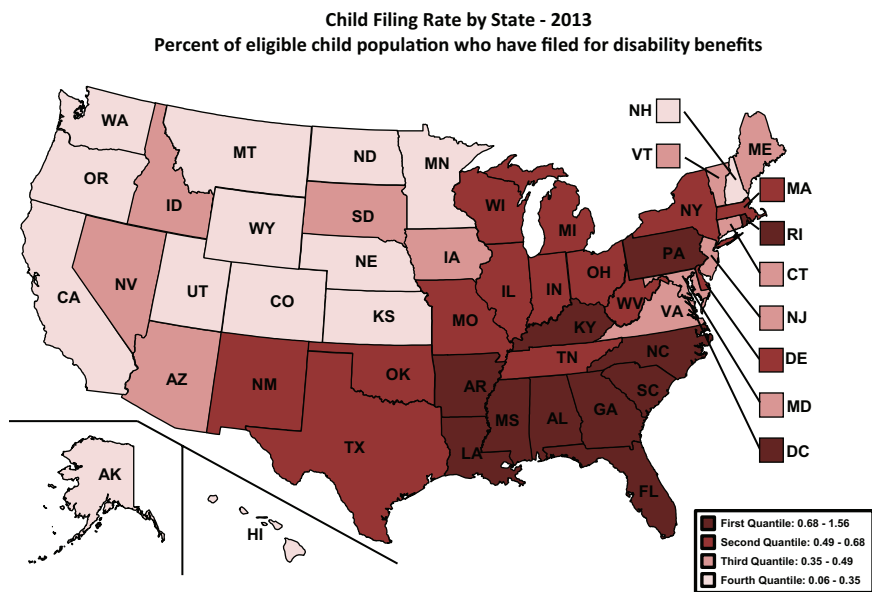 Child Filing Rate by State - 2013
Percent of eligible child population who have filed for disability benefits
WA
MT
ND
MN
OR
ID
WY
SD
WI
MI
NY
ME
NH
VT
MA
RI
CT
NJ
DE
MD
DC
CA
NV
UT
CO
NE
KS
IA
MO
IL
IN
OH
PA
WV
VA
KY
AZ
NM
OK
AR
TN
NC
SC
TX
LA
MS
AL
GA
FL
AK
HI
First Quantile: 0.68 - 1.56
Second Quantile: 0.49 - 0.68
Third Quantile: 0.35 - 0.49
Fourth Quantile: 0.06 - 0.35